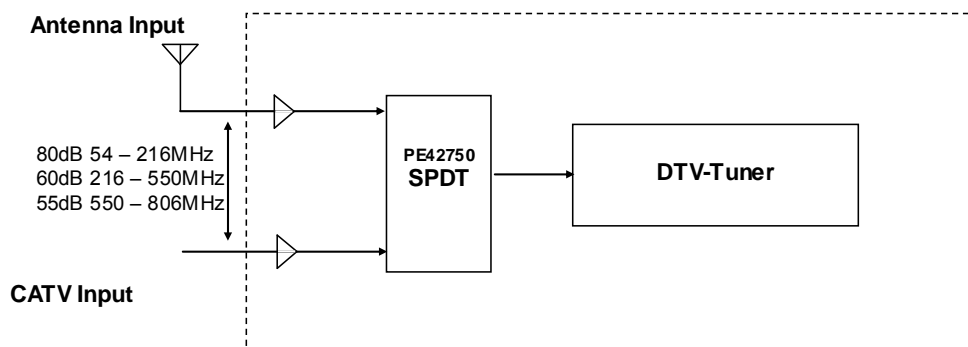 Antenna Input
80dB 54 – 216MHz
60dB 216 – 550MHz
55dB 550 – 806MHz
PE42750
SPDT
DTV-Tuner
CATV Input